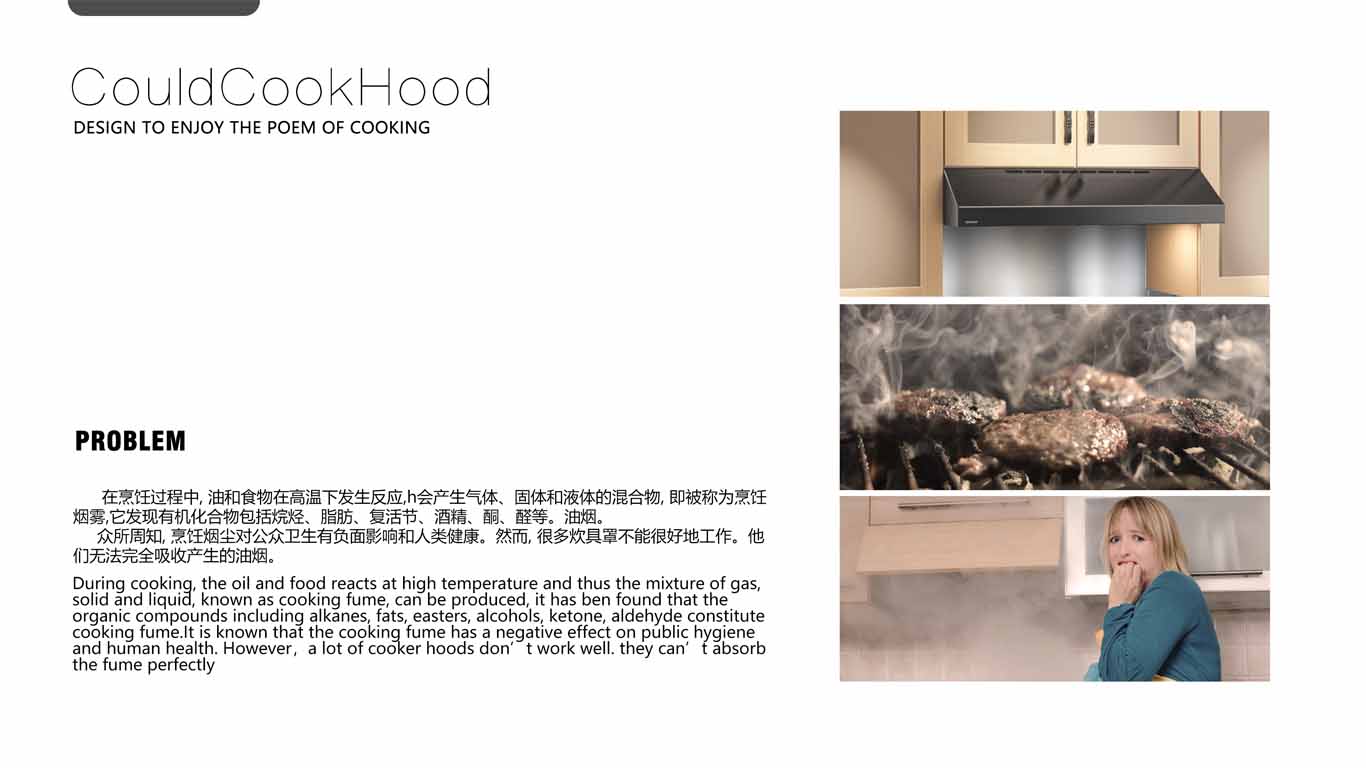 CouldCookHood
DESIGN TO ENJOY THE POEM OF COOKING
PROBLEM
在烹饪过程中, 油和食物在高温下发生反应,h会产生气体、固体和液体的混合物, 即被称为烹饪
烟雾,它发现有机化合物包括烷烃、脂肪、复活节、酒精、酮、醛等。油烟。
众所周知, 烹饪烟尘对公众卫生有负面影响和人类健康。然而, 很多炊具罩不能很好地工作。他
们无法完全吸收产生的油烟。
During cooking, the oil and food reacts at high temperature and thus the mixture of gas,
solid and liquid, known as cooking fume, can be produced, it has ben found that the
organic compounds including alkanes, fats, easters, alcohols, ketone, aldehyde constitute
cooking fume.It is known that the cooking fume has a negative effect on public hygiene
and human health. However，a lot of cooker hoods don’t work well. they can’t absorb
the fume perfectly